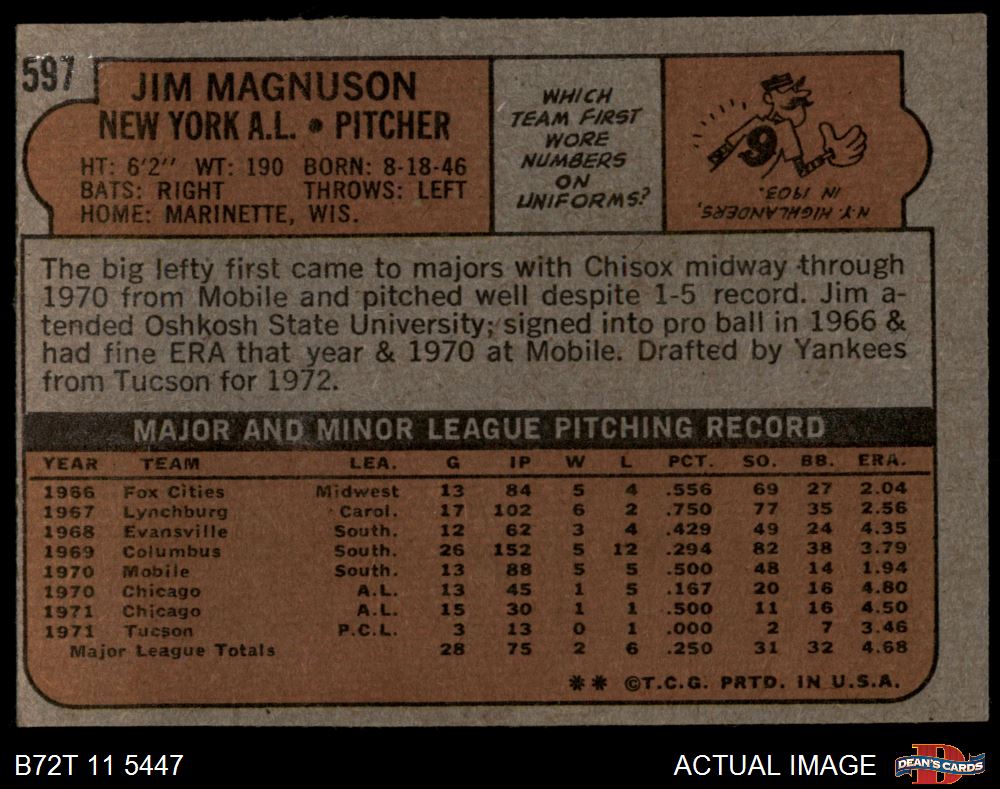 597
JIM MAGNUSON
NEW YORK A.L. • PITCHER
HT: 6'2" WT: 190 BORN: 8-18-46
BATS: RIGHT THROWS: LEFT
HOME: MARINETTE, WIS.
WHICH
TEAM FIRST
WORE
NUMBERS
ON
UNIFORMS?
9
N.Y. HIGHLANDERS,
IN 1903.
The big lefty first came to majors with Chisox midway through
1970 from Mobile and pitched well despite 1-5 record. Jim a-
tended Oshkosh State University; signed into pro ball in 1966 &
had fine ERA that year & 1970 at Mobile. Drafted by Yankees
from Tucson for 1972.
MAJOR AND MINOR LEAGUE PITCHING RECORD
YEAR TEAM LEA. G IP W L PCT. SO. BB. ERA.
1966 Fox Cities Midwest 13 84 5 4 .556 69 27 2.04
1967 Lynchburg Carol. 17 102 6 2 .750 77 35 2.56
1968 Evansville South. 12 62 3 4 .429 49 24 4.35
1969 Columbus South. 26 152 5 12 .294 82 38 3.79
1970 Mobile South. 13 88 5 5 .500 48 14 1.94
1970 Chicago A.L. 13 45 1 5 .167 20 16 4.80
1971 Chicago A.L. 15 30 1 1 .500 11 16 4.50
1971 Tucson P.C.L. 3 13 0 1 .000 2 7 3.46
Major League Totals 28 75 2 6 .250 31 32 4.68
** ©T.C.G. PRTD. IN U.S.A.
B72T 11 5447
ACTUAL IMAGE
D
DEAN'S CARDS